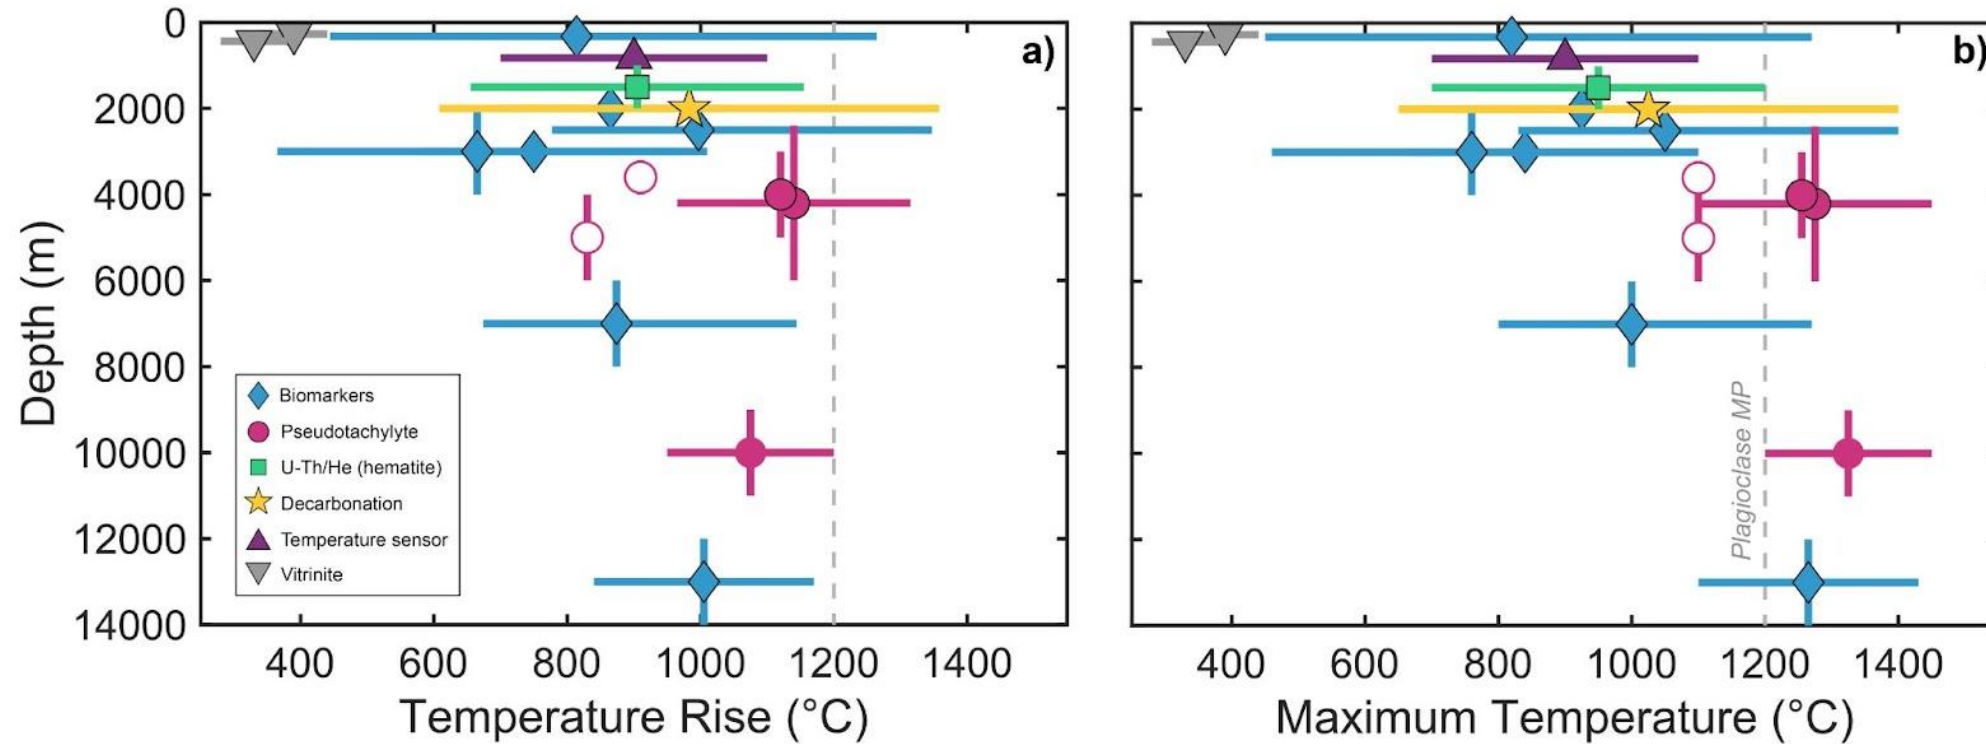 a)
0
2000
4000
6000
8000
10000
12000
14000
Depth (m)
Biomarkers
Pseudotachylyte
U-Th/He (hematite)
Decarbonation
Temperature sensor
Vitrinite
400 600 800 1000 1200 1400
Temperature Rise (°C)
b)
Plagioclase MP
400 600 800 1000 1200 1400
Maximum Temperature (°C)